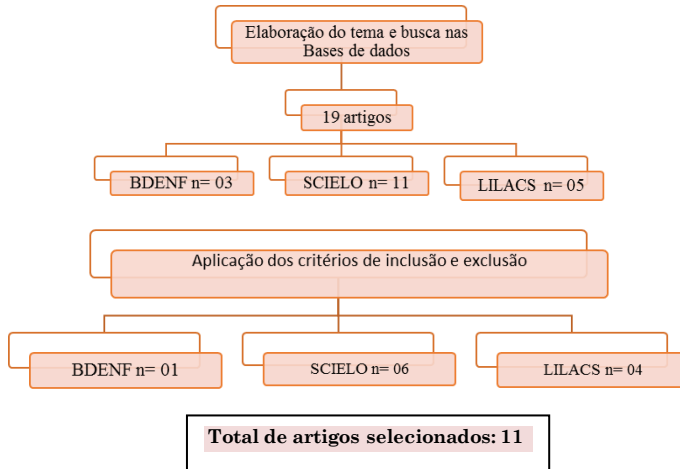 Elaboração do tema e busca nas
Bases de dados
19 artigos
BDENF n= 03
SCIELO n= 11
LILACS n= 05
Aplicação dos critérios de inclusão e exclusão
BDENF n= 01
SCIELO n= 06
LILACS n= 04
Total de artigos selecionados: 11